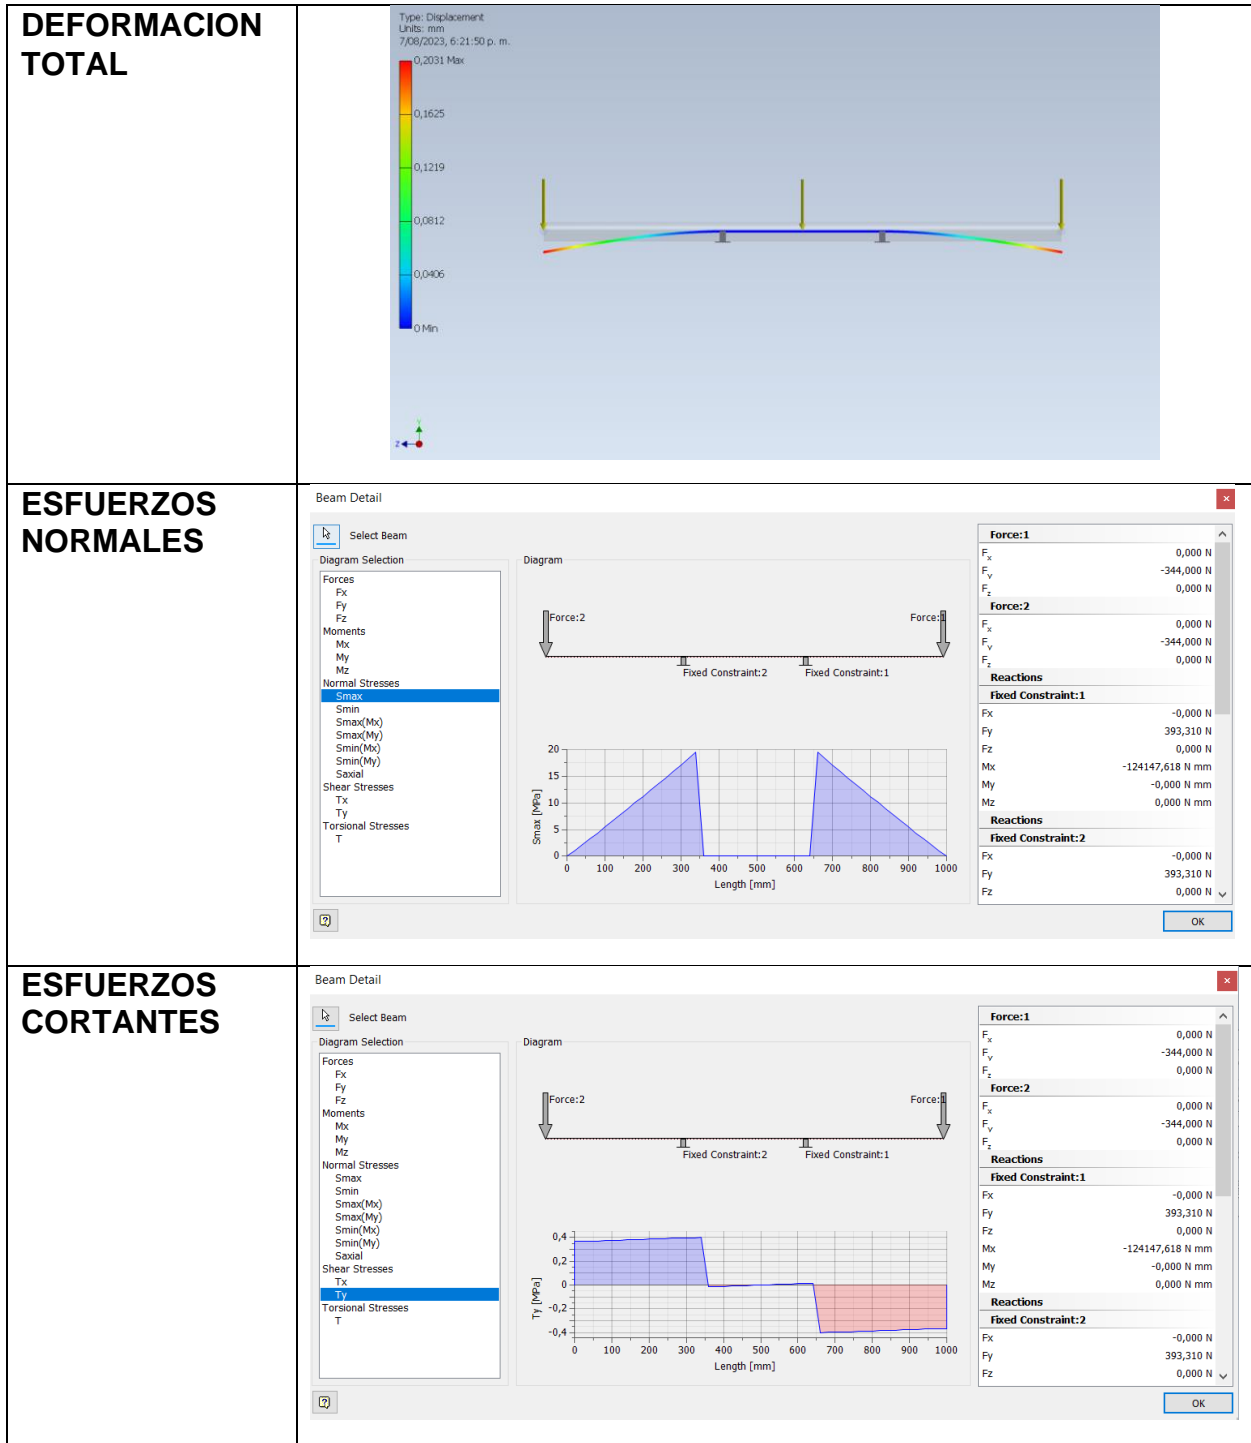 DEFORMACION
TOTAL
Type: Displacement
Units: mm
7/08/2023, 6:21:50 p. m.
0,2031 Max
0,1625
0,1219
0,0812
0,0406
0 Min
Y
Z
ESFUERZOS
NORMALES
Beam Detail
Select Beam
Diagram Selection
Forces
Fx
Fy
Fz
Moments
Mx
My
Mz
Normal Stresses
Smax
Smin
Smax(Mx)
Smax(My)
Smin(Mx)
Smin(My)
Saxial
Shear Stresses
Tx
Ty
Torsional Stresses
T
Diagram
Force:2
Force:1
Fixed Constraint:2
Fixed Constraint:1
Smax [MPa]
20
15
10
5
0
0 100 200 300 400 500 600 700 800 900 1000
Length [mm]
Force:1
Fx 0,000 N
Fy -344,000 N
Fz 0,000 N
Force:2
Fx 0,000 N
Fy -344,000 N
Fz 0,000 N
Reactions
Fixed Constraint:1
Fx -0,000 N
Fy 393,310 N
Fz 0,000 N
Mx -124147,618 N mm
My -0,000 N mm
Mz 0,000 N mm
Reactions
Fixed Constraint:2
Fx -0,000 N
Fy 393,310 N
Fz 0,000 N
OK
ESFUERZOS
CORTANTES
Beam Detail
Select Beam
Diagram Selection
Forces
Fx
Fy
Fz
Moments
Mx
My
Mz
Normal Stresses
Smax
Smin
Smax(Mx)
Smax(My)
Smin(Mx)
Smin(My)
Saxial
Shear Stresses
Tx
Ty
Torsional Stresses
T
Diagram
Force:2
Force:1
Fixed Constraint:2
Fixed Constraint:1
Ty [MPa]
0,4
0,2
0
-0,2
-0,4
0 100 200 300 400 500 600 700 800 900 1000
Length [mm]
Force:1
Fx 0,000 N
Fy -344,000 N
Fz 0,000 N
Force:2
Fx 0,000 N
Fy -344,000 N
Fz 0,000 N
Reactions
Fixed Constraint:1
Fx -0,000 N
Fy 393,310 N
Fz 0,000 N
Mx -124147,618 N mm
My -0,000 N mm
Mz 0,000 N mm
Reactions
Fixed Constraint:2
Fx -0,000 N
Fy 393,310 N
Fz 0,000 N
OK